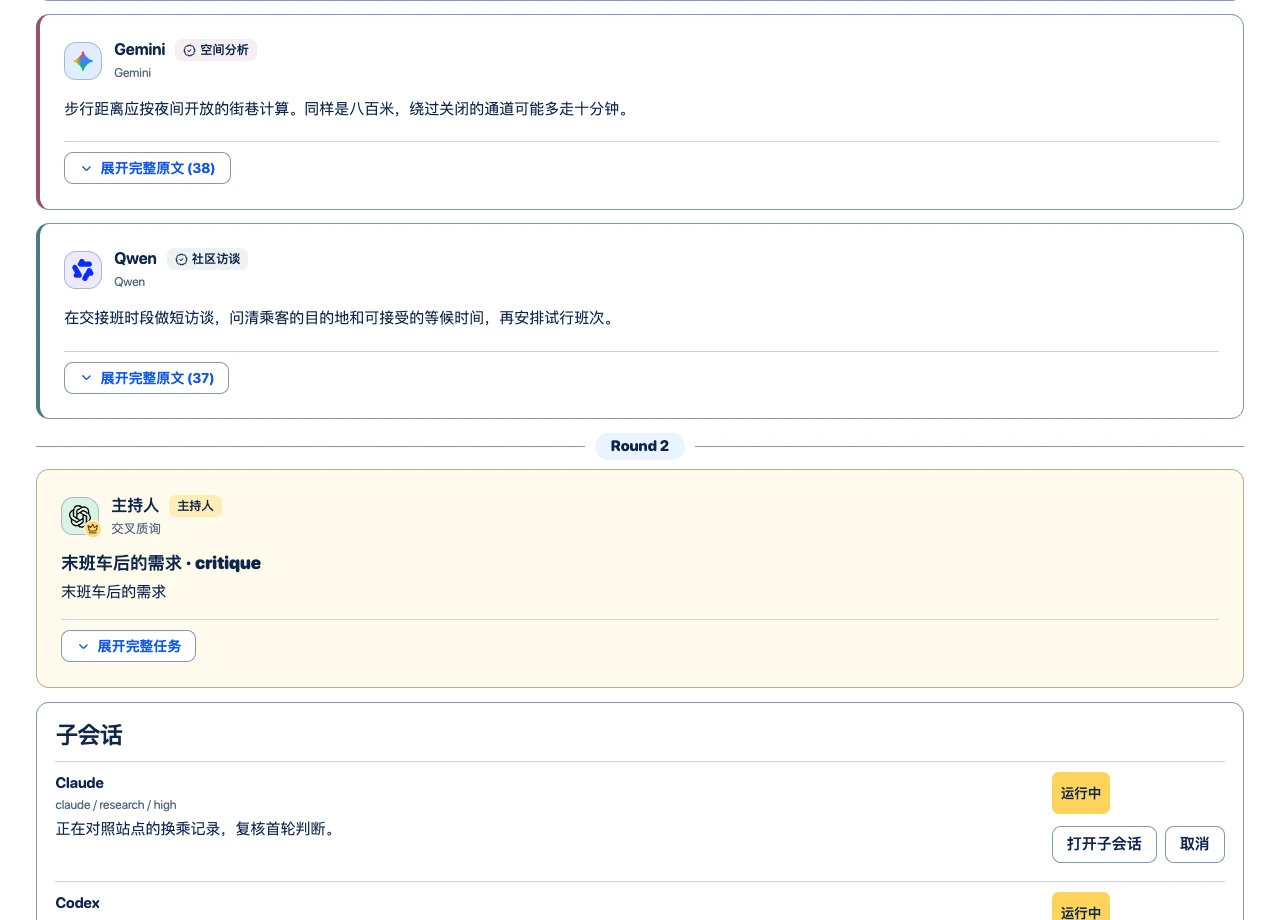 Gemini 空间分析
Gemini
步行距离应按夜间开放的街巷计算。同样是八百米，绕过关闭的通道可能多走十分钟。
展开完整原文 (38)
Qwen 社区访谈
Qwen
在交接班时段做短访谈，问清乘客的目的地和可接受的等候时间，再安排试行班次。
展开完整原文 (37)
Round 2
主持人 主持人
交叉质询
末班车后的需求 · critique
末班车后的需求
展开完整任务
子会话
Claude
运行中
claude / research / high
正在对照站点的换乘记录，复核首轮判断。
打开子会话 取消
Codex
运行中